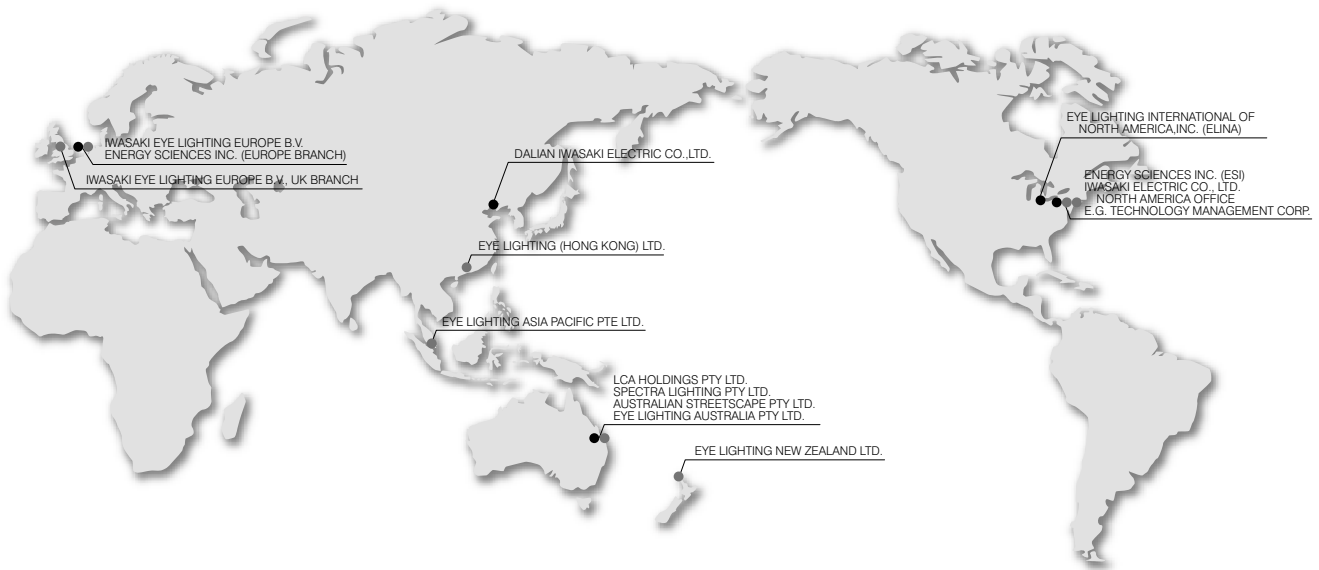 IWASAKI EYE LIGHTING EUROPE B.V.
ENERGY SCIENCES INC. (EUROPE BRANCH)
IWASAKI EYE LIGHTING EUROPE B.V., UK BRANCH
DALIAN IWASAKI ELECTRIC CO.,LTD.
EYE LIGHTING (HONG KONG) LTD.
EYE LIGHTING ASIA PACIFIC PTE LTD.
LCA HOLDINGS PTY LTD.
SPECTRA LIGHTING PTY LTD.
AUSTRALIAN STREETSCAPE PTY LTD.
EYE LIGHTING AUSTRALIA PTY LTD.
EYE LIGHTING NEW ZEALAND LTD.
EYE LIGHTING INTERNATIONAL OF
NORTH AMERICA,INC. (ELINA)
ENERGY SCIENCES INC. (ESI)
IWASAKI ELECTRIC CO., LTD.
NORTH AMERICA OFFICE
E.G. TECHNOLOGY MANAGEMENT CORP.